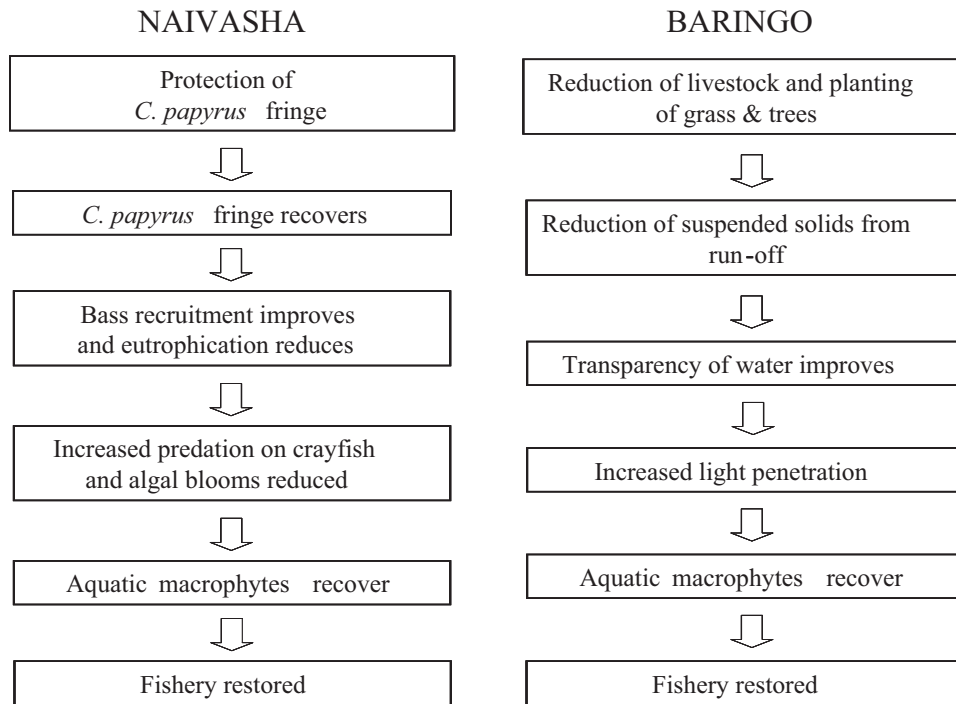 NAIVASHA
Protection of
C. papyrus fringe
C. papyrus fringe recovers
Bass recruitment improves
and eutrophication reduces
Increased predation on crayfish
and algal blooms reduced
Aquatic macrophytes recover
Fishery restored
BARINGO
Reduction of livestock and planting
of grass & trees
Reduction of suspended solids from
run-off
Transparency of water improves
Increased light penetration
Aquatic macrophytes recover
Fishery restored